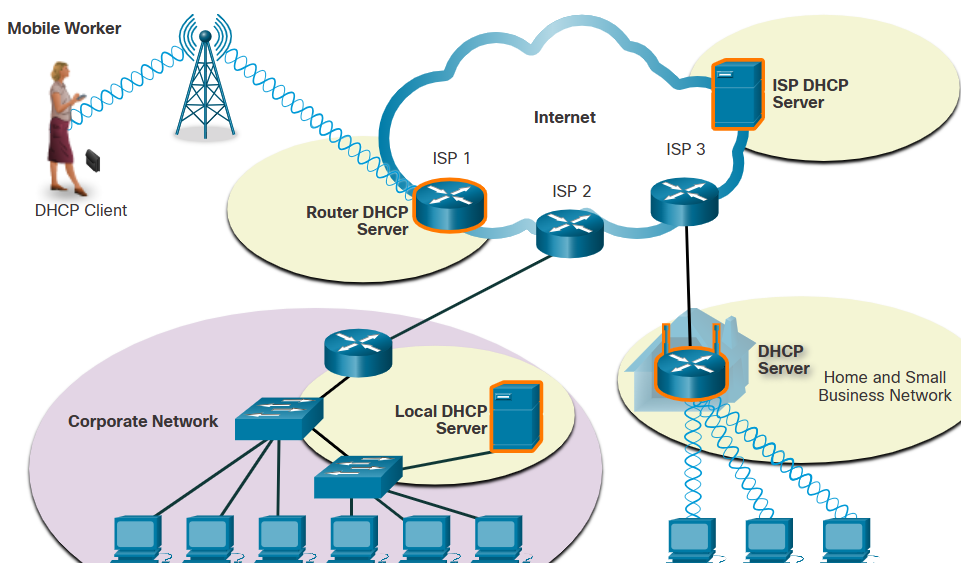 Mobile Worker
DHCP Client
Internet
ISP DHCP
Server
ISP 1
ISP 2
ISP 3
Router DHCP
Server
Corporate Network
Local DHCP
Server
DHCP
Server
Home and Small
Business Network